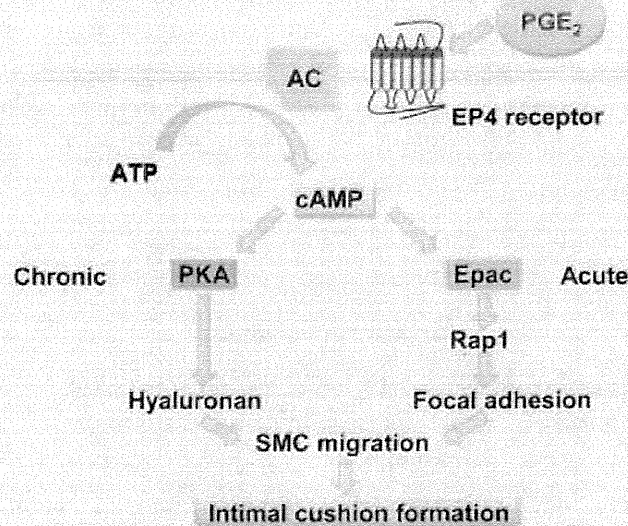 PGE₂
AC
EP4 receptor
ATP
cAMP
Chronic PKA Epac Acute
Rap1
Hyaluronan Focal adhesion
SMC migration
Intimal cushion formation